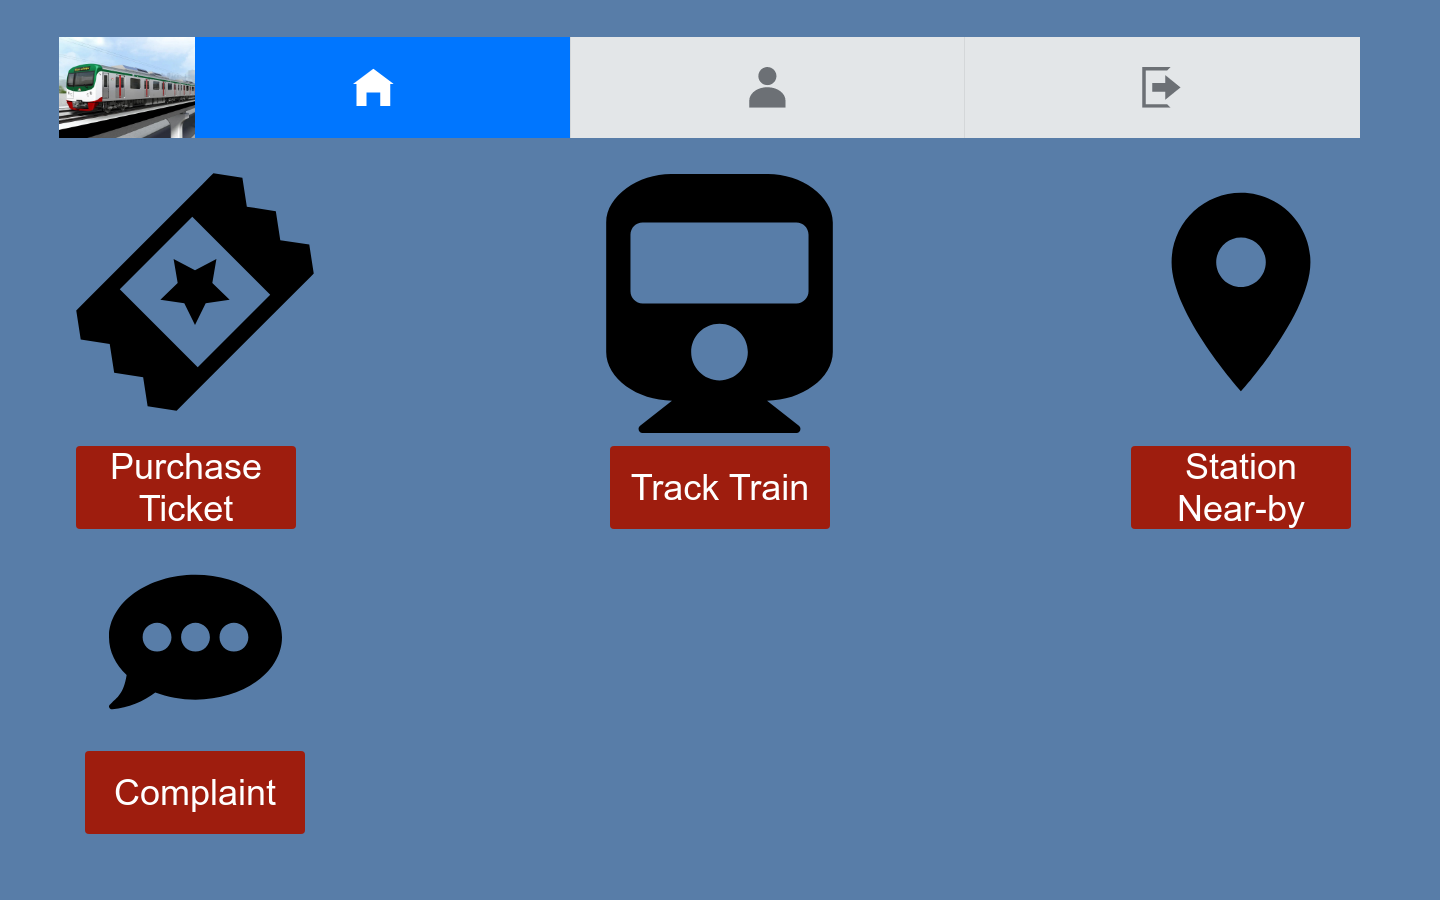 Purchase
Ticket
Track Train
Station
Near-by
Complaint